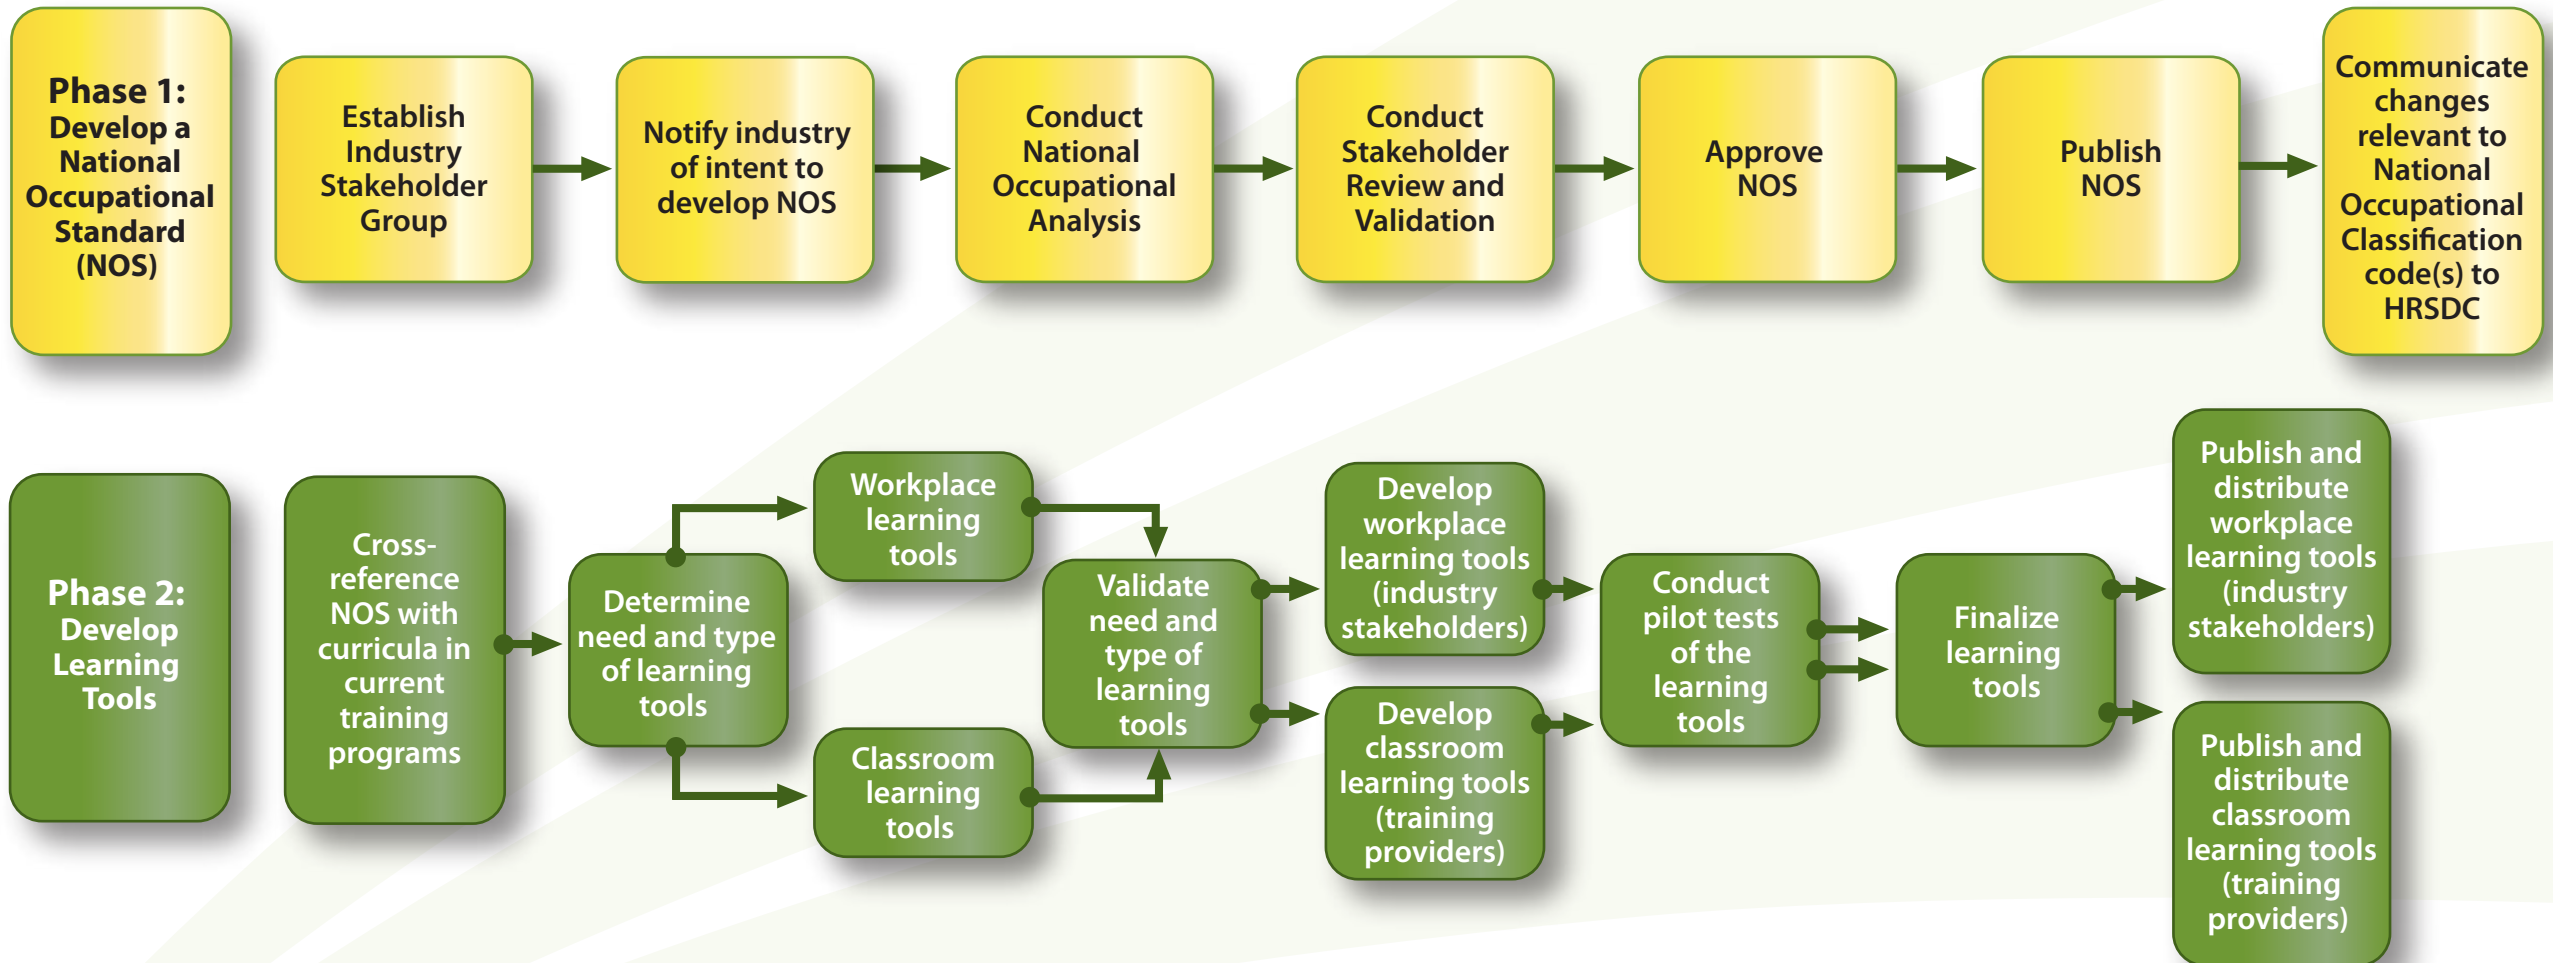 Phase 1:
Develop a
National
Occupational
Standard
(NOS)
Establish
Industry
Stakeholder
Group
Notify industry
of intent to
develop NOS
Conduct
National
Occupational
Analysis
Conduct
Stakeholder
Review and
Validation
Approve
NOS
Publish
NOS
Communicate
changes
relevant to
National
Occupational
Classification
code(s) to
HRSDC
Phase 2:
Develop
Learning
Tools
Cross-
reference
NOS with
curricula in
current
training
programs
Determine
need and type
of learning
tools
Workplace
learning
tools
Classroom
learning
tools
Validate
need and
type of
learning
tools
Develop
workplace
learning tools
(industry
stakeholders)
Develop
classroom
learning tools
(training
providers)
Conduct
pilot tests
of the
learning
tools
Finalize
learning
tools
Publish and
distribute
workplace
learning tools
(industry
stakeholders)
Publish and
distribute
classroom
learning tools
(training
providers)